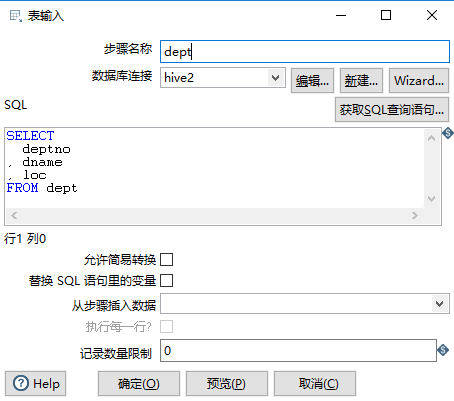 表输入
步骤名称 dept
数据库连接 hive2 编辑... 新建... Wizard...
SQL 获取SQL查询语句...
SELECT
deptno
, dname
, loc
FROM dept
行1 列0
允许简易转换
替换 SQL 语句里的变量
从步骤插入数据
执行每一行?
记录数量限制 0
Help 确定(O) 预览(P) 取消(C)